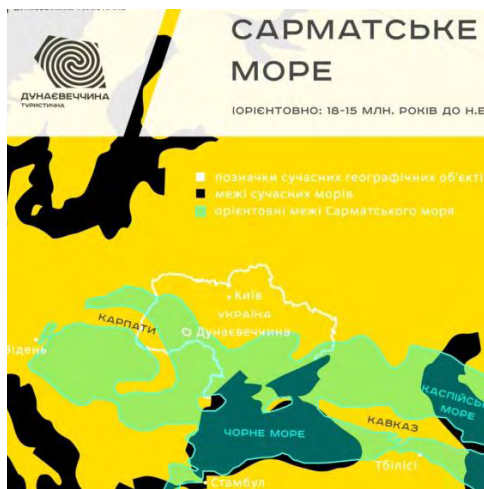 САРМАТСЬКЕ
МОРЕ
ДУНАЄВЕЧЧИНА
ТУРИСТИЧНА
(ОРІЄНТОВНО: 18-15 МЛН. РОКІВ ДО Н.Е
позначки сучасних географічних об'єкті
межі сучасних морів
орієнтовні межі Сарматського моря
Київ
УКРАЇНА
КАРПАТИ
Дунаєвеччина
Відень
КАСПІЙСЬ
МОРЕ
ЧОРНЕ МОРЕ
КАВКАЗ
Тбілісі
Стамбул